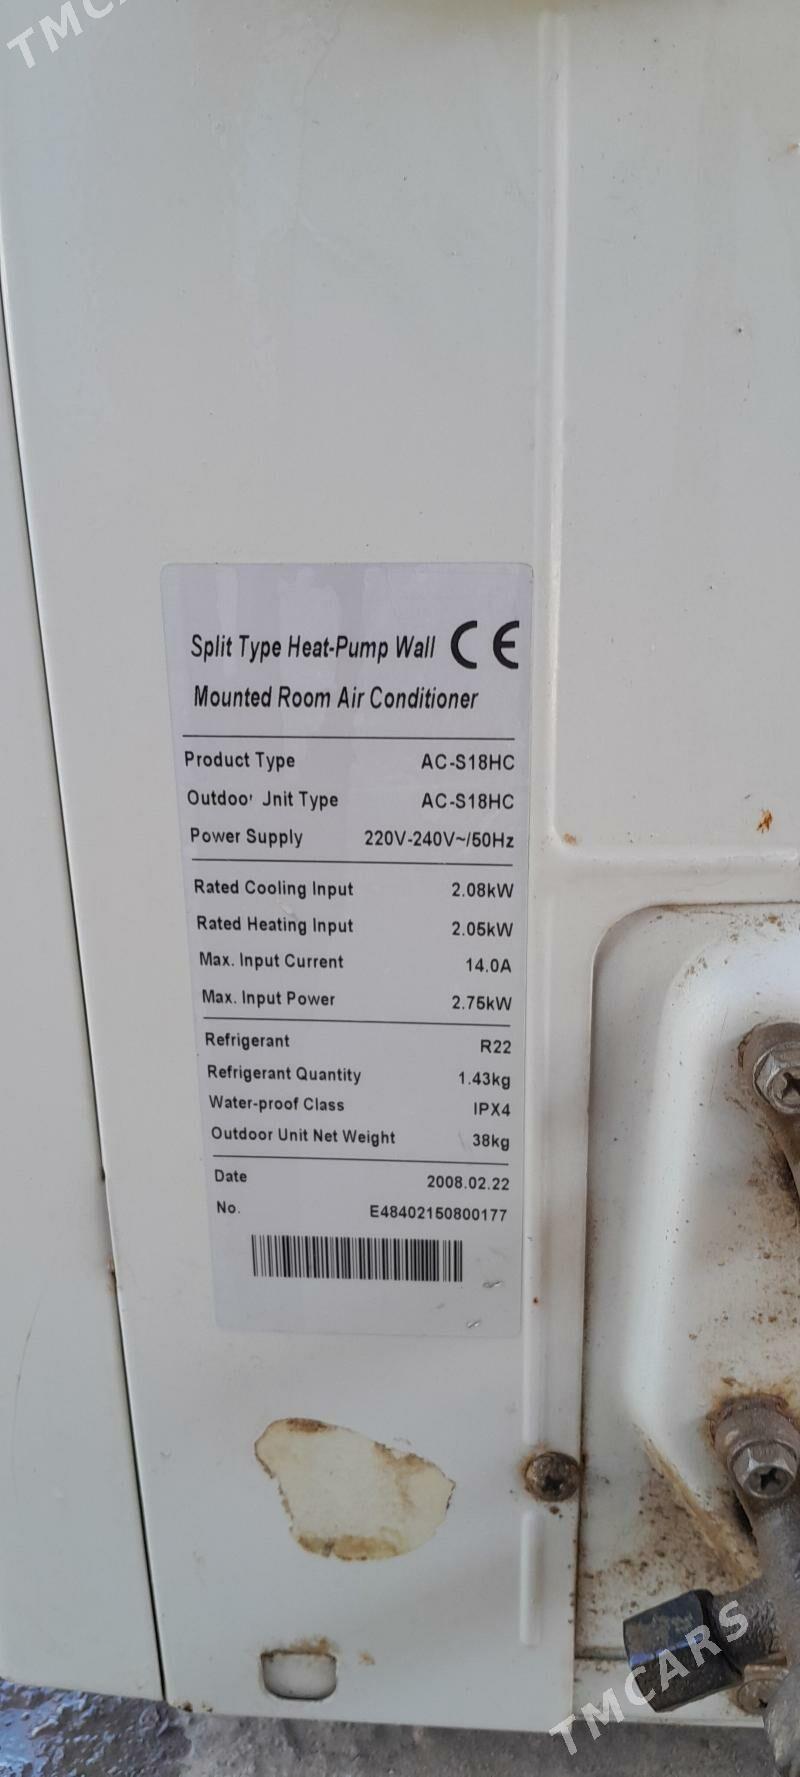 TMCA
Split Type Heat-Pump Wall CE
Mounted Room Air Conditioner
Product Type AC-S18HC
Outdoo' Jnit Type AC-S18HC
Power Supply 220V-240V~/50Hz
Rated Cooling Input 2.08kW
Rated Heating Input 2.05kW
Max. Input Current 14.0A
Max. Input Power 2.75kW
Refrigerant R22
Refrigerant Quantity 1.43kg
Water-proof Class IPX4
Outdoor Unit Net Weight 38kg
Date 2008.02.22
No. E48402150800177
TMCARS